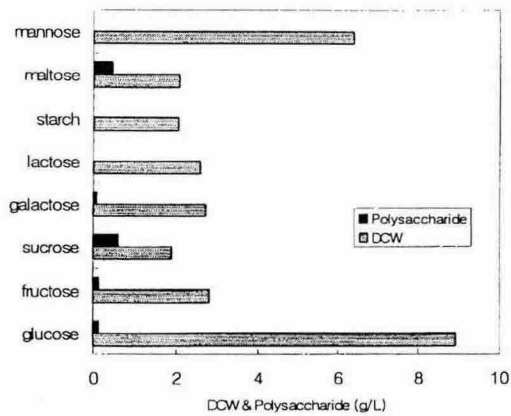 mannose
maltose
starch
lactose
galactose
sucrose
fructose
glucose
Polysaccharide
DCW
0 2 4 6 8 10
DCW & Polysaccharide (g/L)